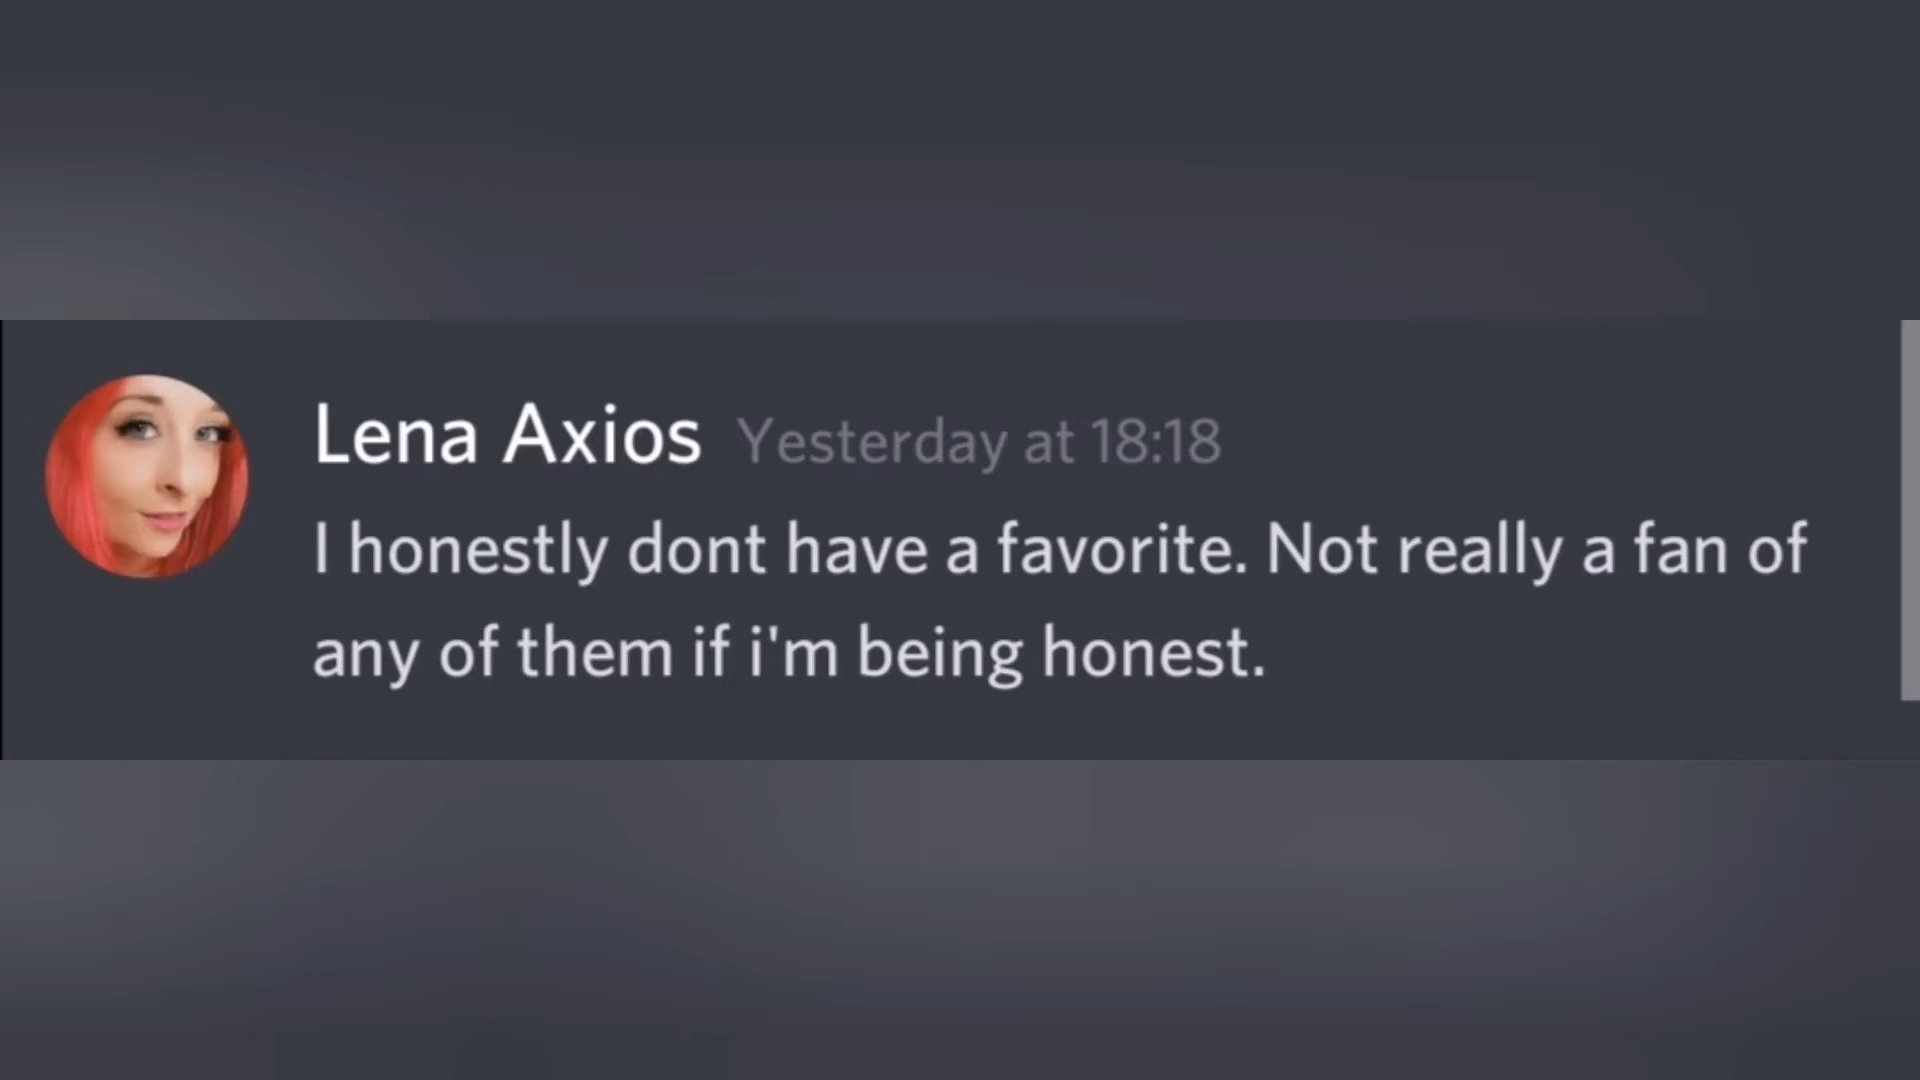 Lena Axios Yesterday at 18:18
I honestly dont have a favorite. Not really a fan of
any of them if i'm being honest.